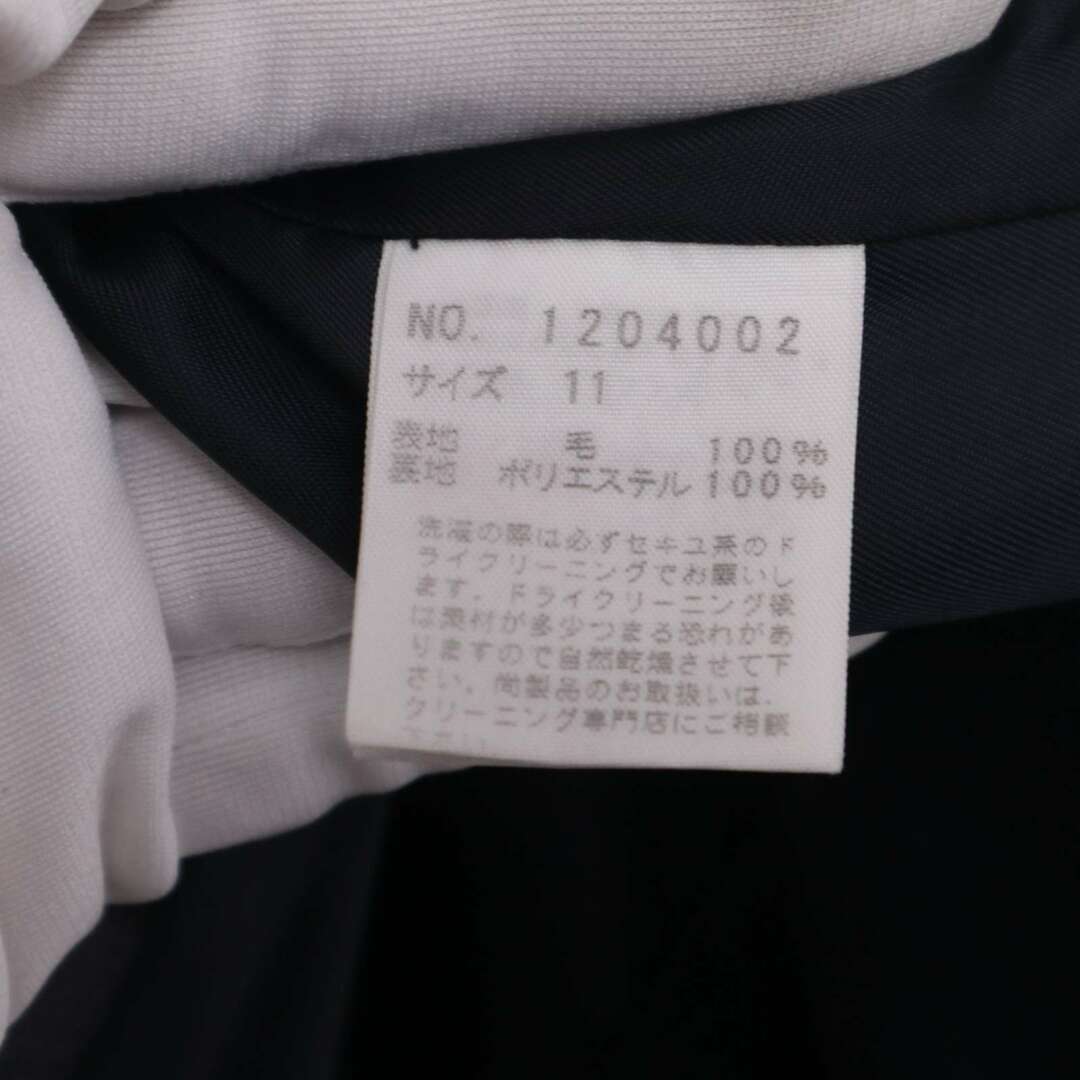 NO. 1204002
サイズ 11
表地 毛 100%
裏地 ポリエステル 100%
洗濯の際は必ずセキユ系のド
ライクリーニングでお願いし
ます。ドライクリーニング後
は素材が多少つまる恐れがあ
りますので自然乾燥させて下
さい。尚製品のお取扱いは、
クリーニング専門店にご相談
下さい。